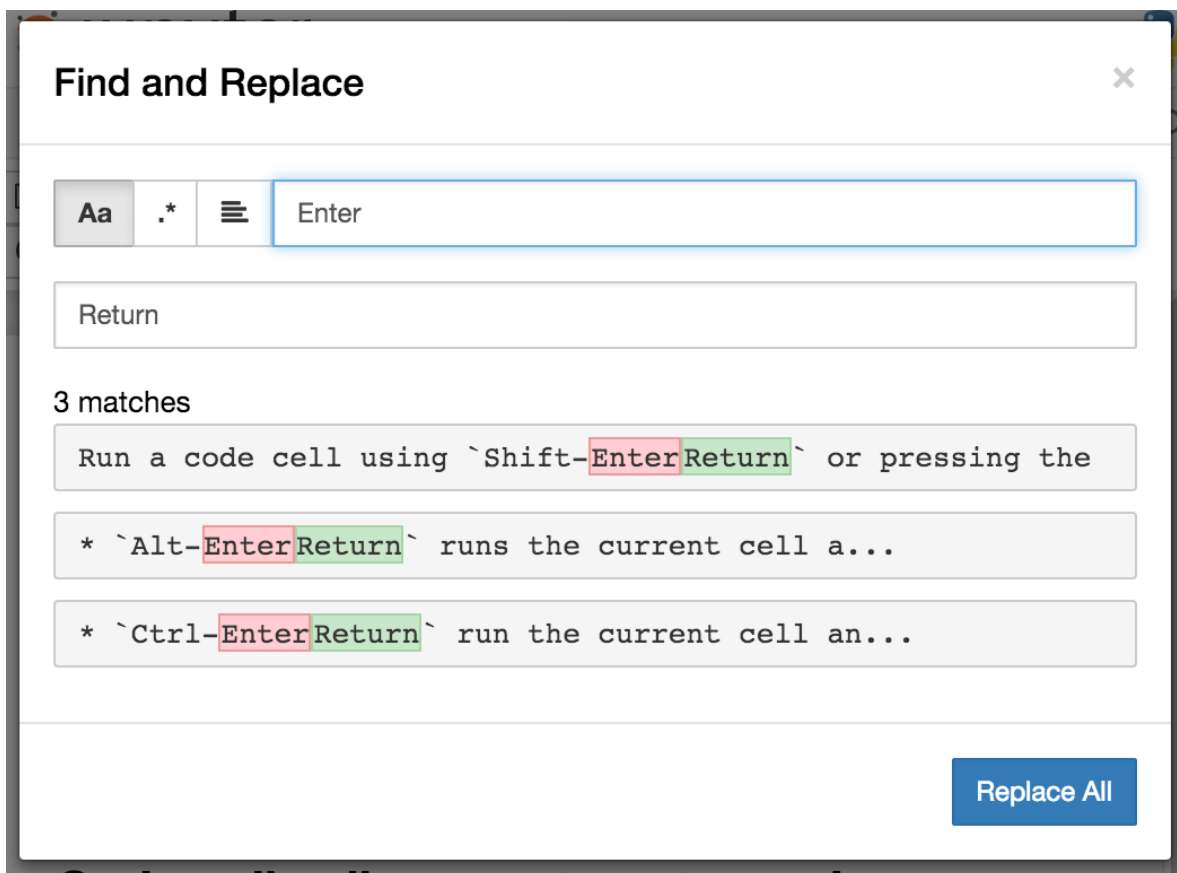 Find and Replace ×
Aa .* Enter
Return
3 matches
Run a code cell using `Shift-EnterReturn` or pressing the
* `Alt-EnterReturn` runs the current cell a...
* `Ctrl-EnterReturn` run the current cell an...
Replace All